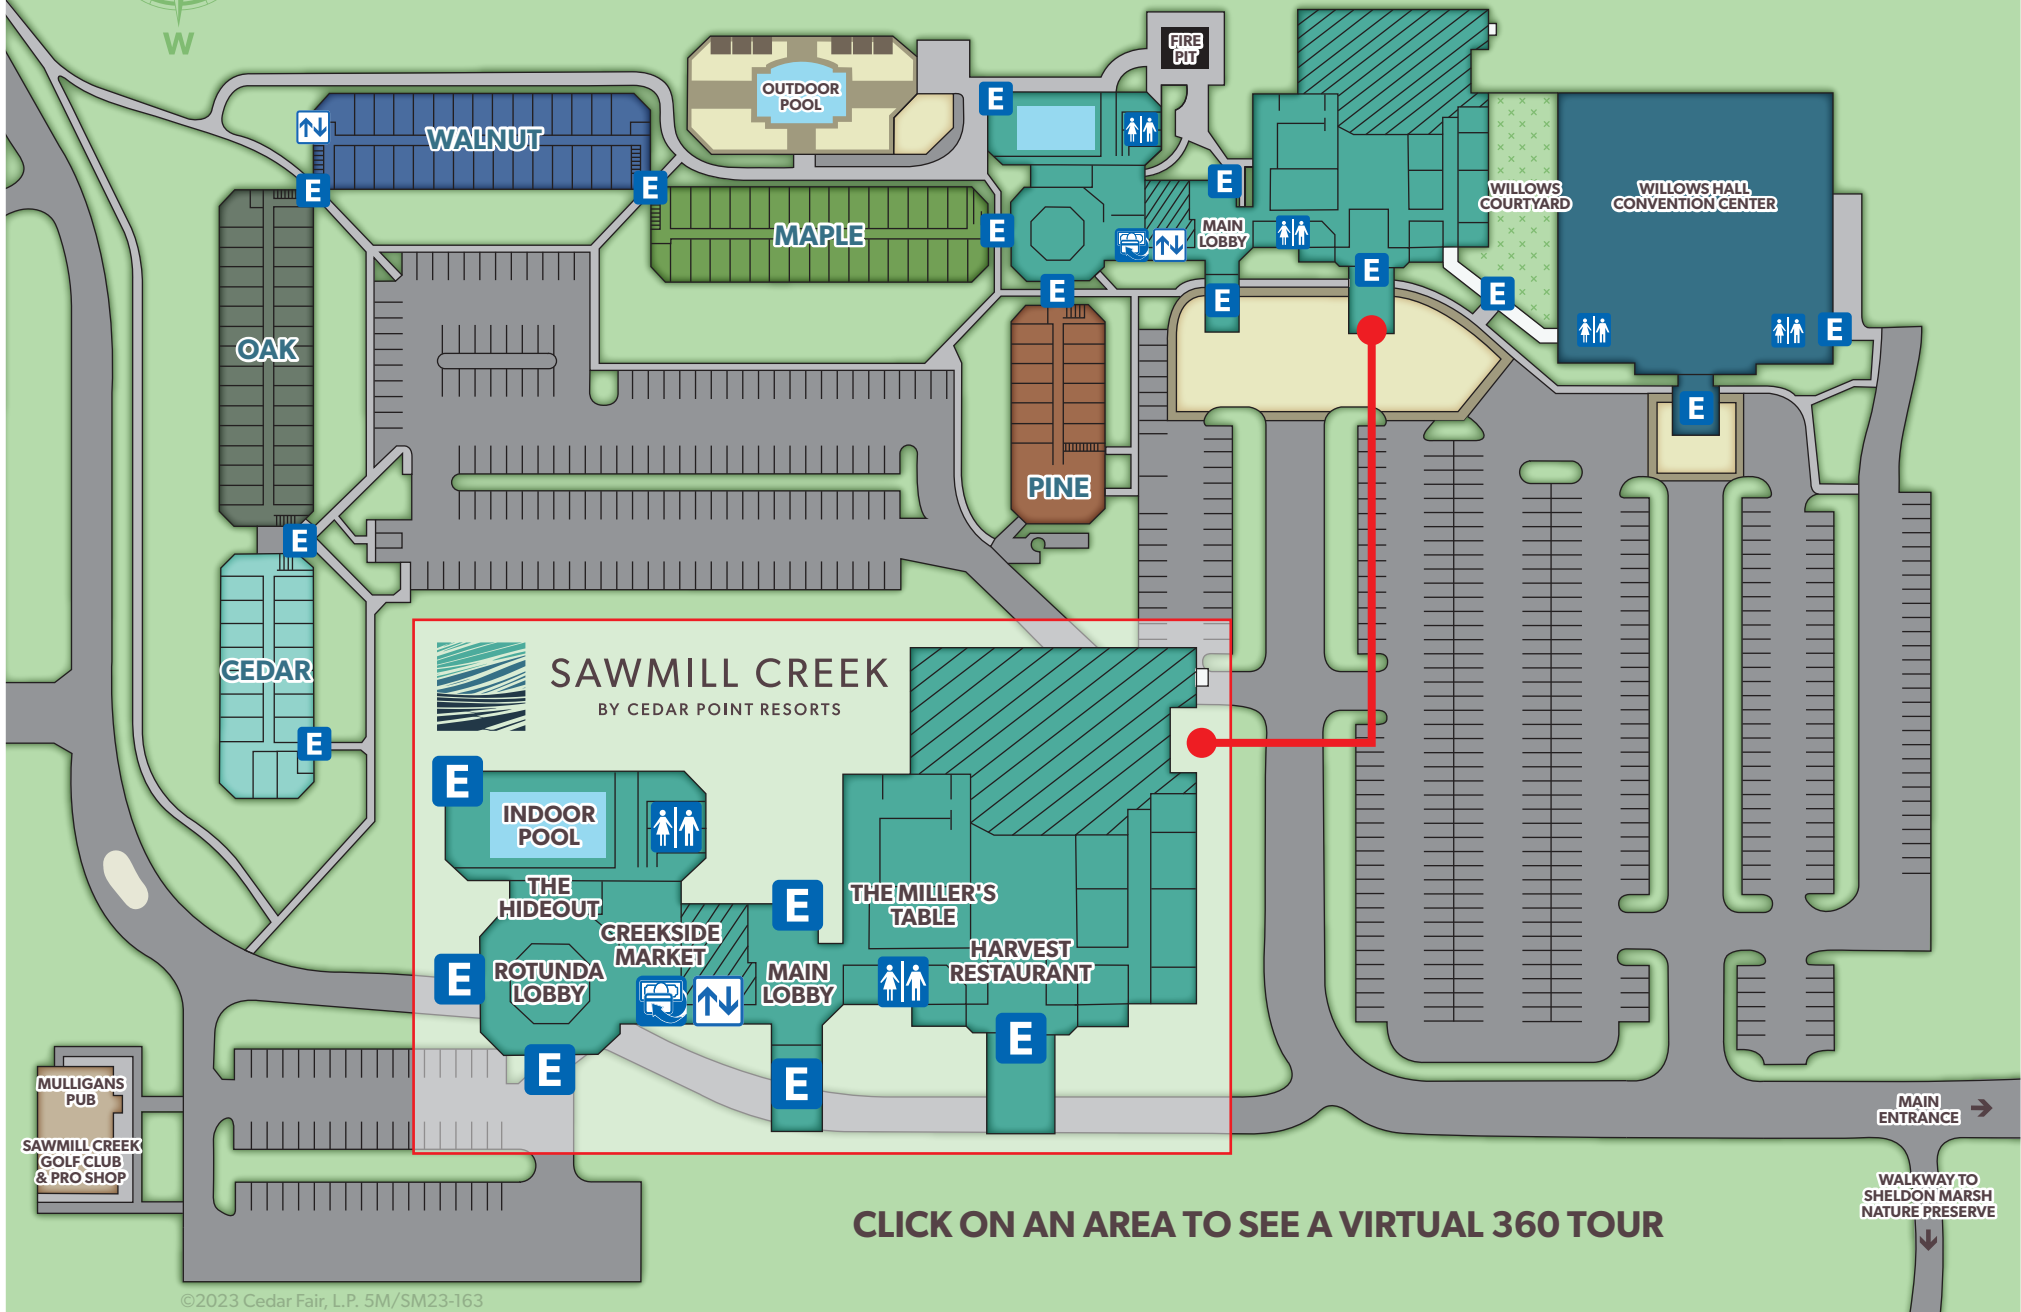 W
FIRE
PIT
OUTDOOR
POOL
E
WALNUT
E
E
E
WILLOWS
COURTYARD
WILLOWS HALL
CONVENTION CENTER
MAPLE
E
MAIN
LOBBY
E
E
E
E
E
OAK
E
PINE
E
E
CEDAR
E
SAWMILL CREEK
BY CEDAR POINT RESORTS
E
INDOOR
POOL
THE
HIDEOUT
E
THE MILLER'S
TABLE
CREEKSIDE
MARKET
HARVEST
RESTAURANT
E
ROTUNDA
LOBBY
MAIN
LOBBY
E
E
E
MULLIGANS
PUB
SAWMILL CREEK
GOLF CLUB
& PRO SHOP
MAIN
ENTRANCE
WALKWAY TO
SHELDON MARSH
NATURE PRESERVE
CLICK ON AN AREA TO SEE A VIRTUAL 360 TOUR
©2023 Cedar Fair, L.P. 5M/SM23-163